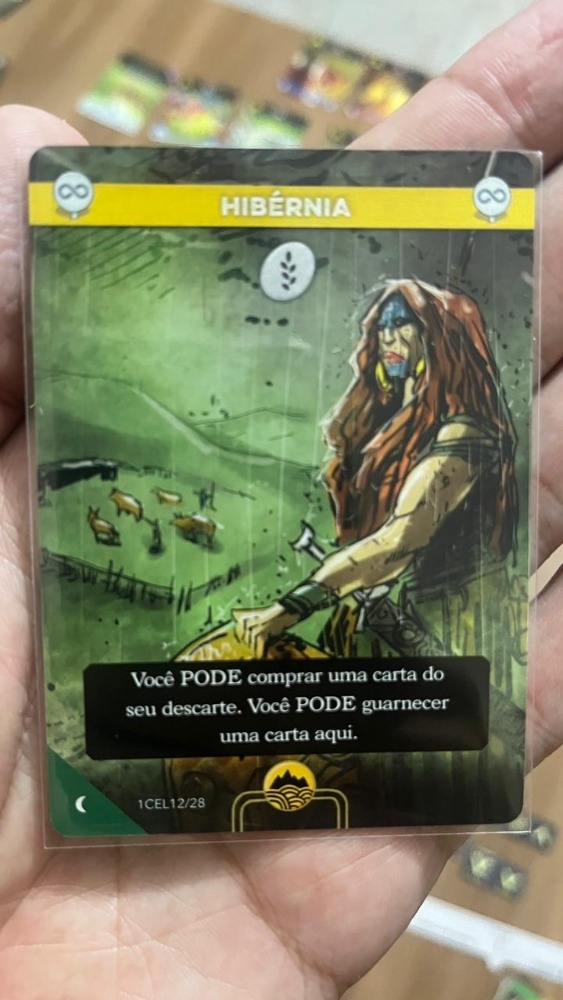 HIBÉRNIA
Você PODE comprar uma carta do
seu descarte. Você PODE guarnecer
uma carta aqui.
1CEL12/28